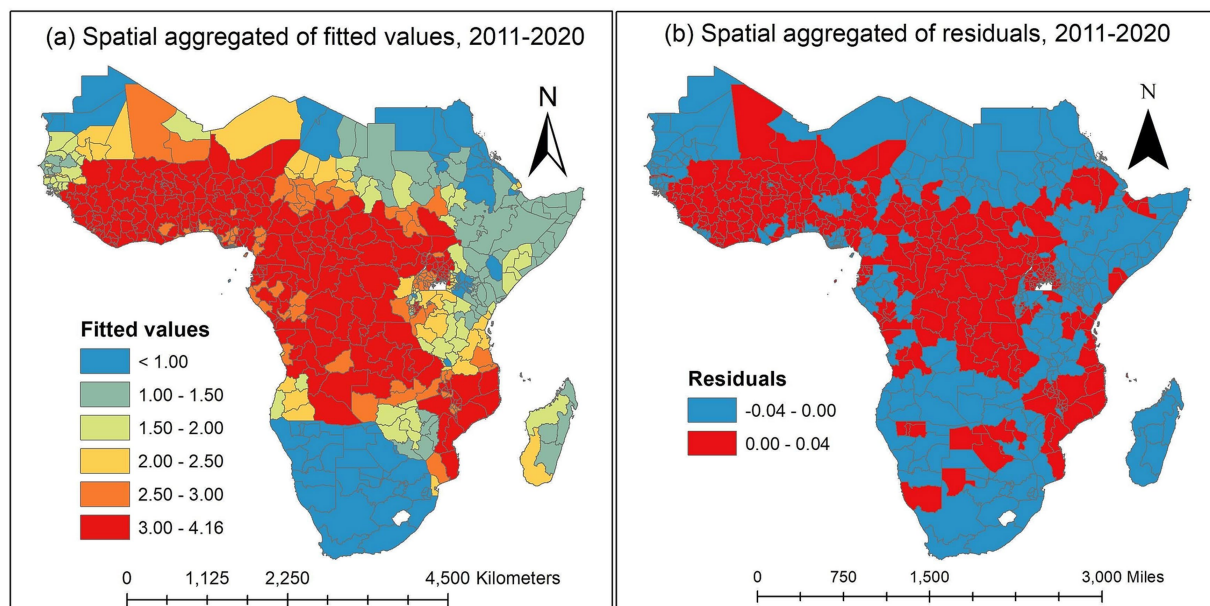 (a) Spatial aggregated of fitted values, 2011-2020
N
Fitted values
< 1.00
1.00 - 1.50
1.50 - 2.00
2.00 - 2.50
2.50 - 3.00
3.00 - 4.16
0 1,125 2,250 4,500 Kilometers
(b) Spatial aggregated of residuals, 2011-2020
N
Residuals
-0.04 - 0.00
0.00 - 0.04
0 750 1,500 3,000 Miles